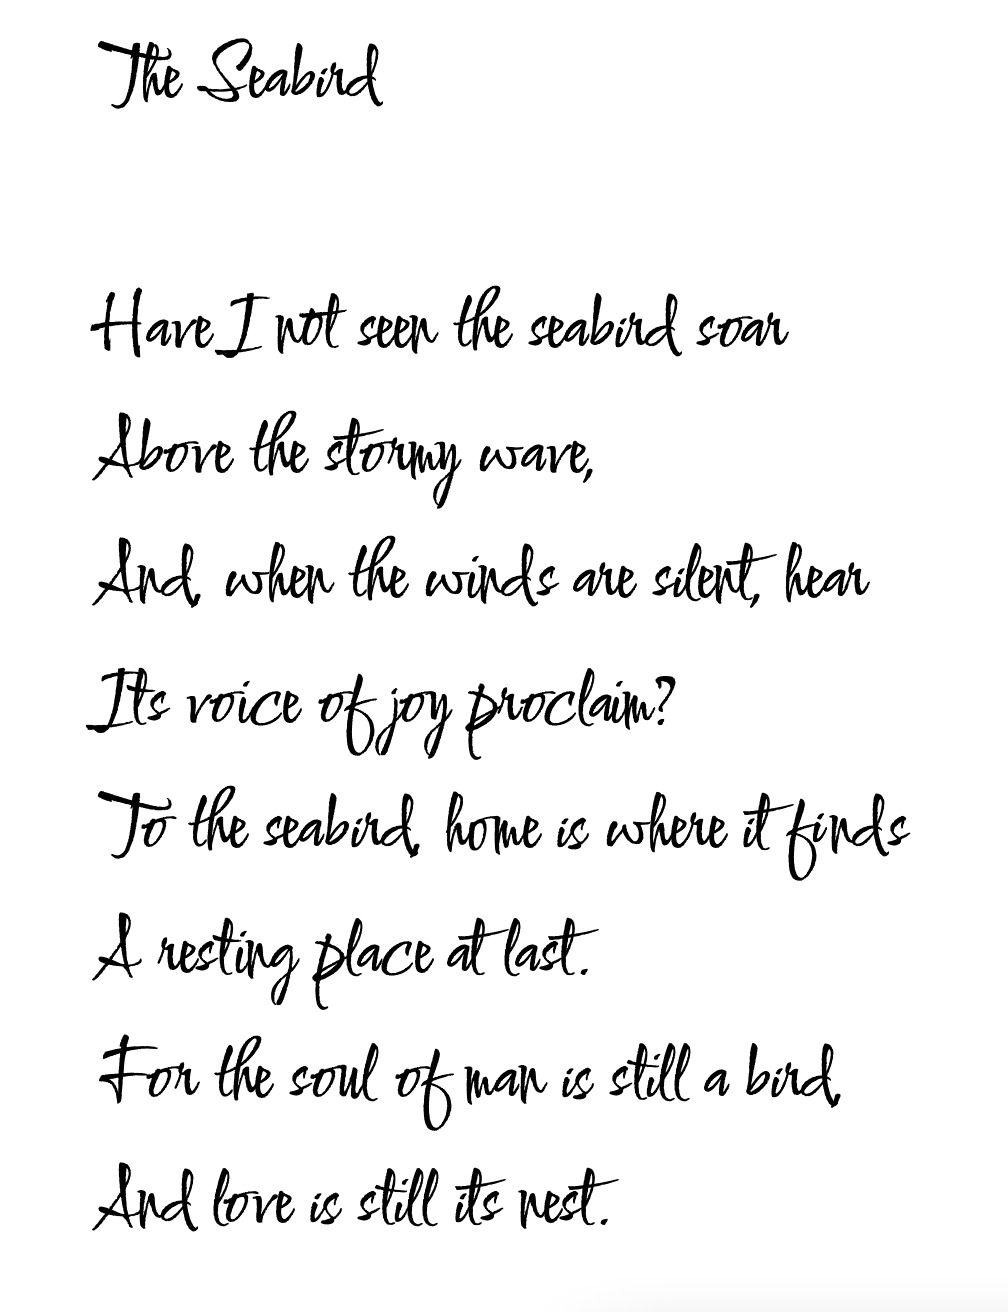 The Seabird
Have I not seen the seabird soar
Above the stormy wave,
And, when the winds are silent, hear
Its voice of joy proclaim?
To the seabird, home is where it finds
A resting place at last.
For the soul of man is still a bird,
And love is still its nest.